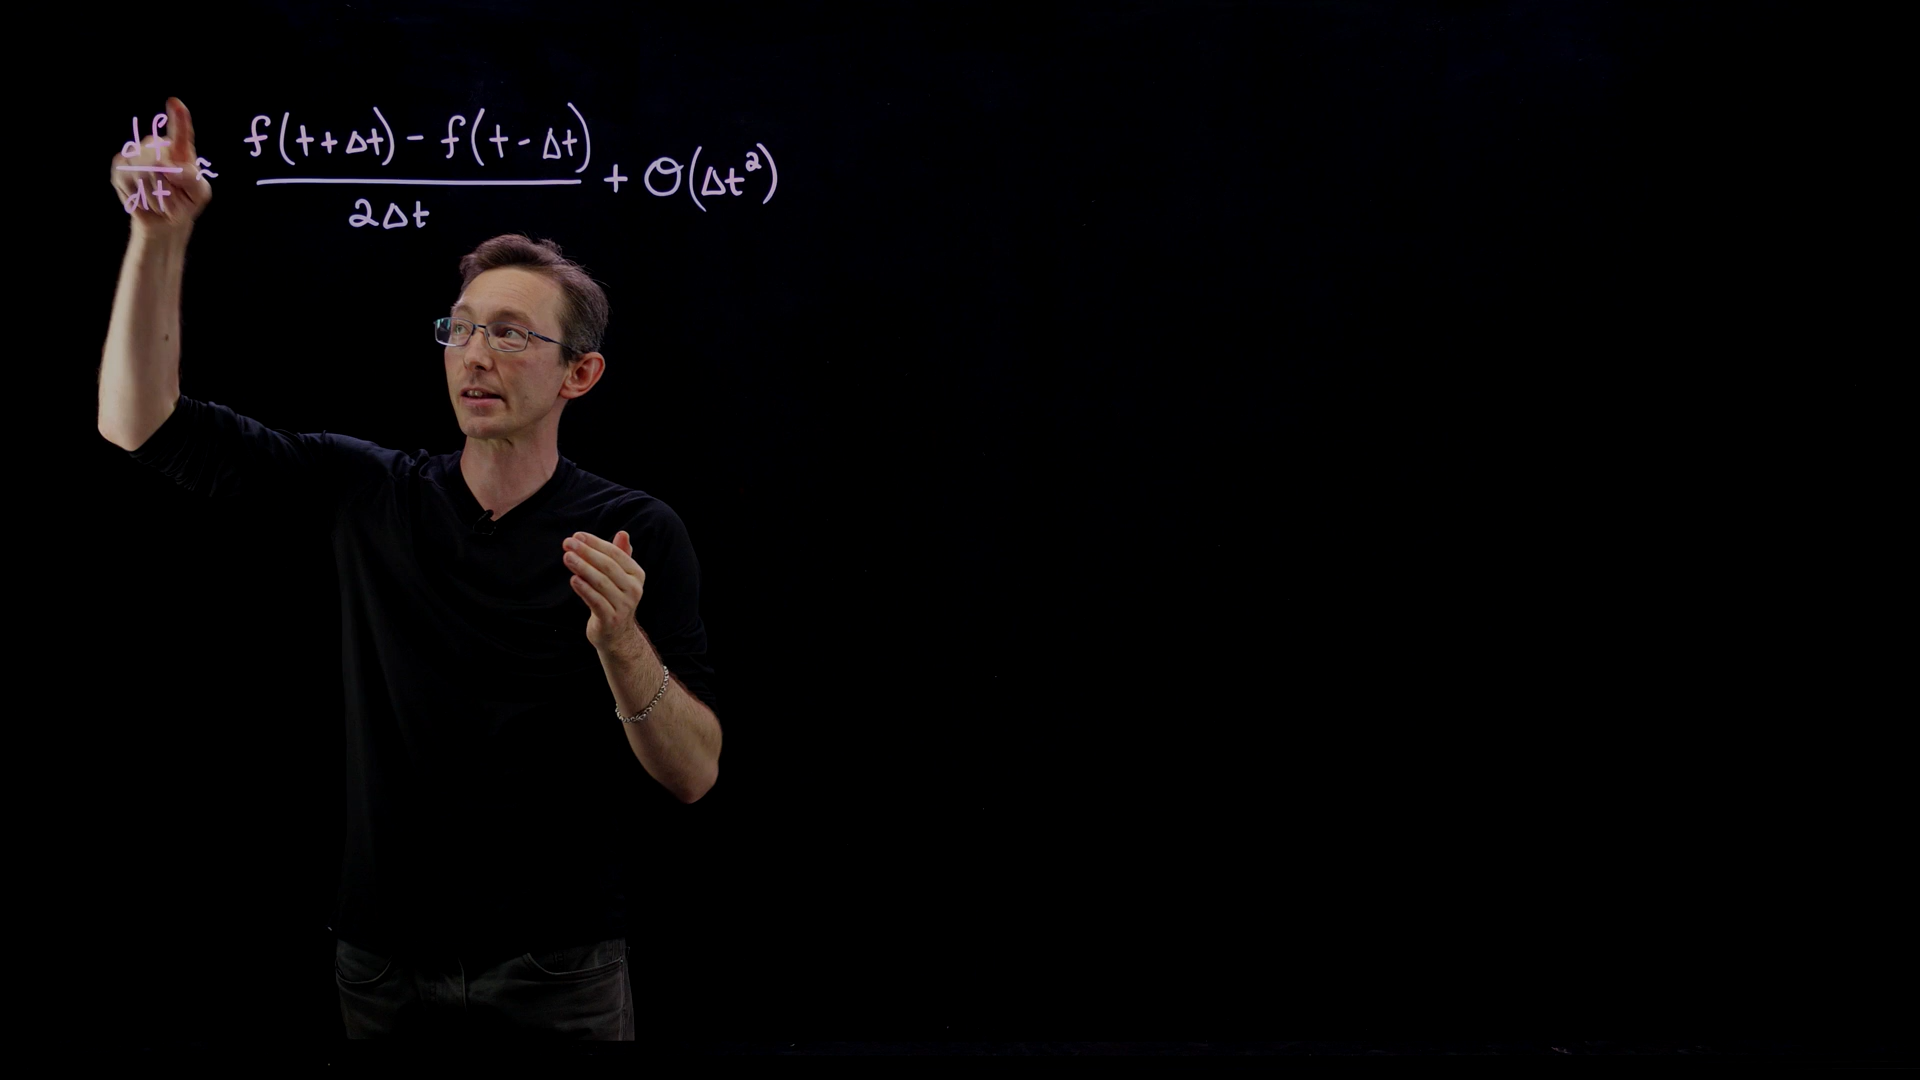 df/dt ≈ f(t+Δt) - f(t-Δt) / 2Δt + O(Δt²)